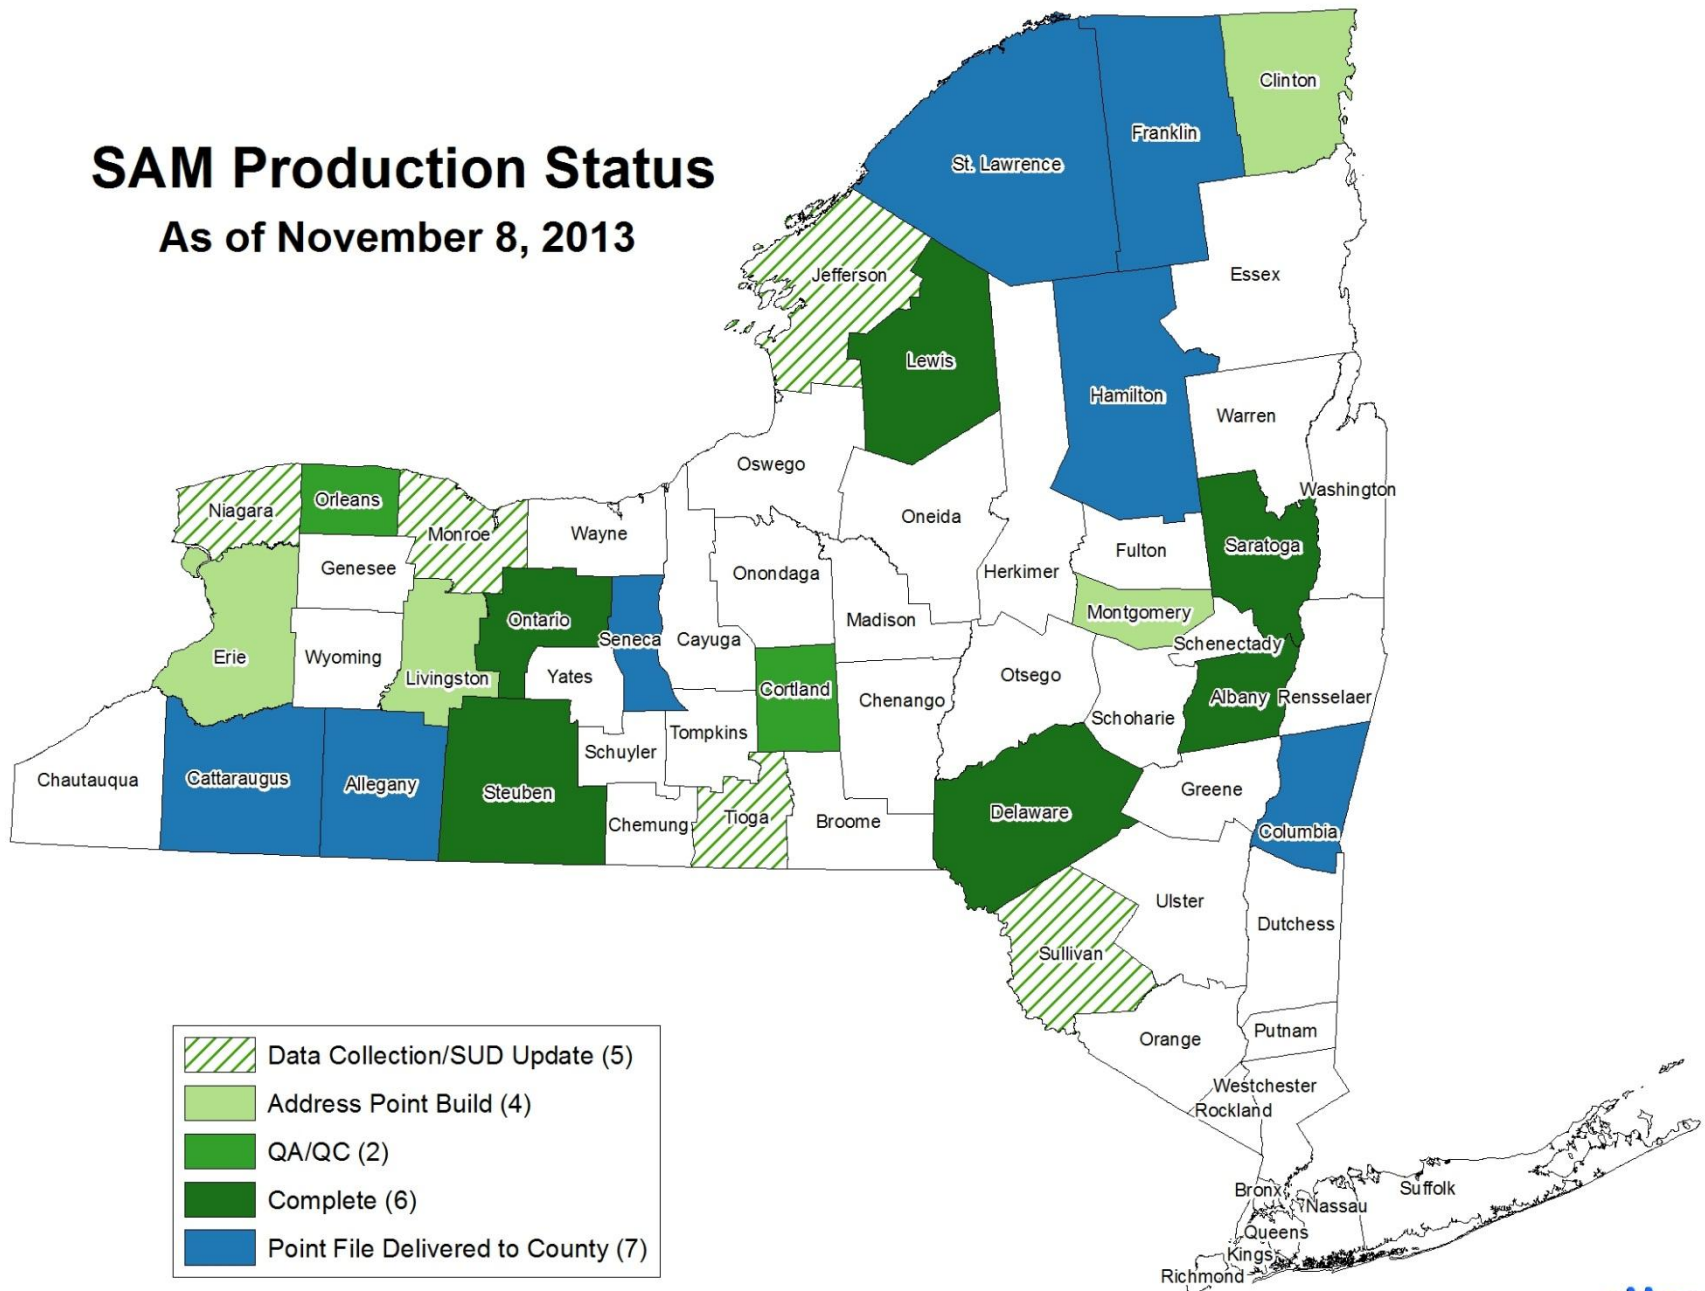 SAM Production Status
As of November 8, 2013
Clinton
Franklin
St. Lawrence
Essex
Jefferson
Lewis
Hamilton
Warren
Oswego
Washington
Orleans
Niagara
Oneida
Monroe
Wayne
Saratoga
Fulton
Genesee
Onondaga
Herkimer
Montgomery
Ontario
Madison
Seneca
Cayuga
Schenectady
Erie
Wyoming
Otsego
Yates
Livingston
Cortland
Albany
Rensselaer
Chenango
Schoharie
Tompkins
Schuyler
Chautauqua
Cattaraugus
Allegany
Greene
Steuben
Delaware
Tioga
Broome
Chemung
Columbia
Ulster
Dutchess
Sullivan
Putnam
Orange
Westchester
Rockland
Suffolk
Bronx
Nassau
Queens
Kings
Richmond
Data Collection/SUD Update (5)
Address Point Build (4)
QA/QC (2)
Complete (6)
Point File Delivered to County (7)